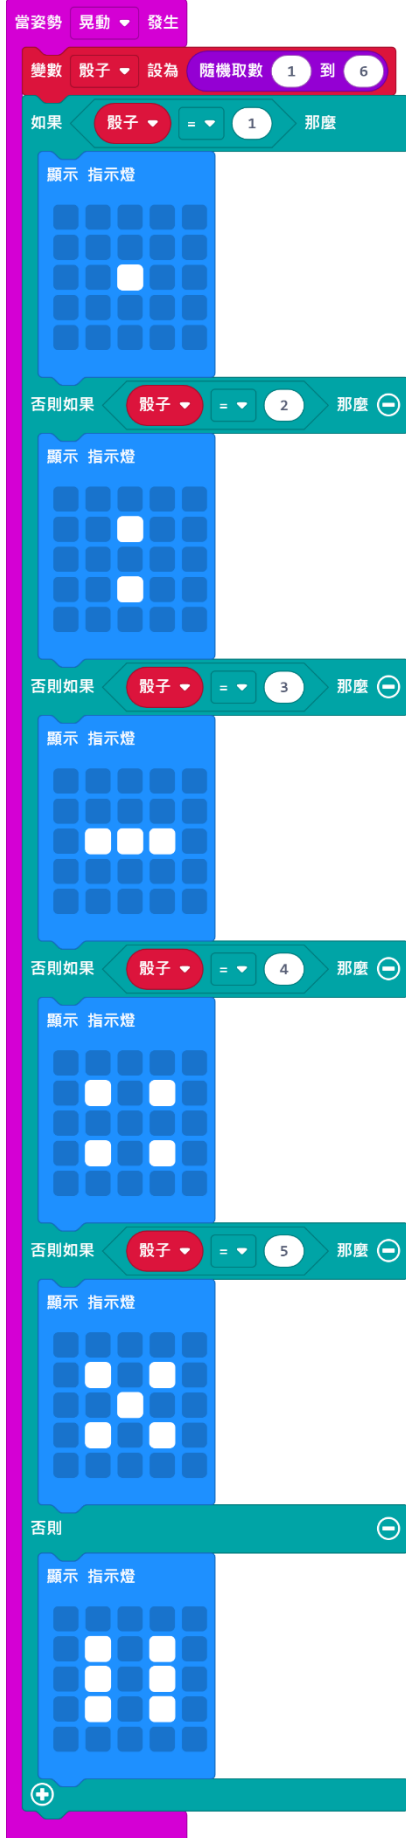 當姿勢 晃動 發生
變數 骰子 設為 隨機取數 1 到 6
如果 骰子 = 1 那麼
顯示 指示燈
否則如果 骰子 = 2 那麼
顯示 指示燈
否則如果 骰子 = 3 那麼
顯示 指示燈
否則如果 骰子 = 4 那麼
顯示 指示燈
否則如果 骰子 = 5 那麼
顯示 指示燈
否則
顯示 指示燈